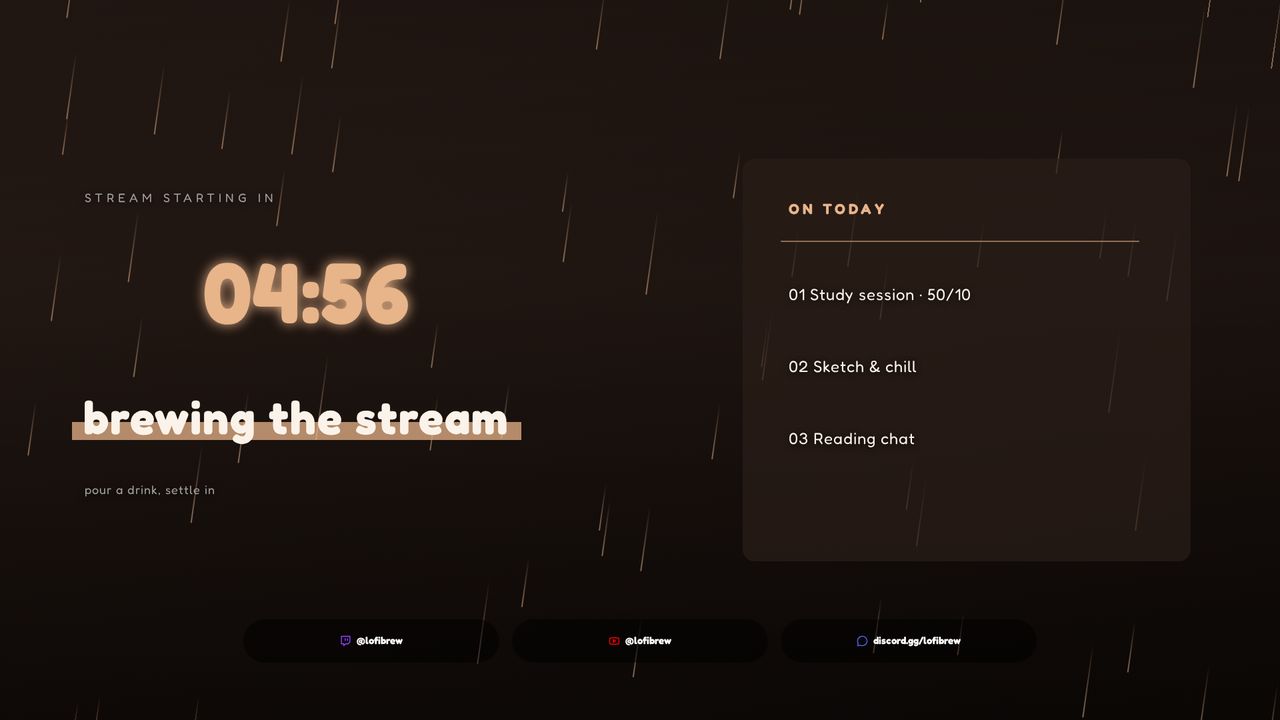 STREAM STARTING IN
04:56
brewing the stream
pour a drink, settle in
ON TODAY
01 Study session · 50/10
02 Sketch & chill
03 Reading chat
@lofibrew
@lofibrew
discord.gg/lofibrew